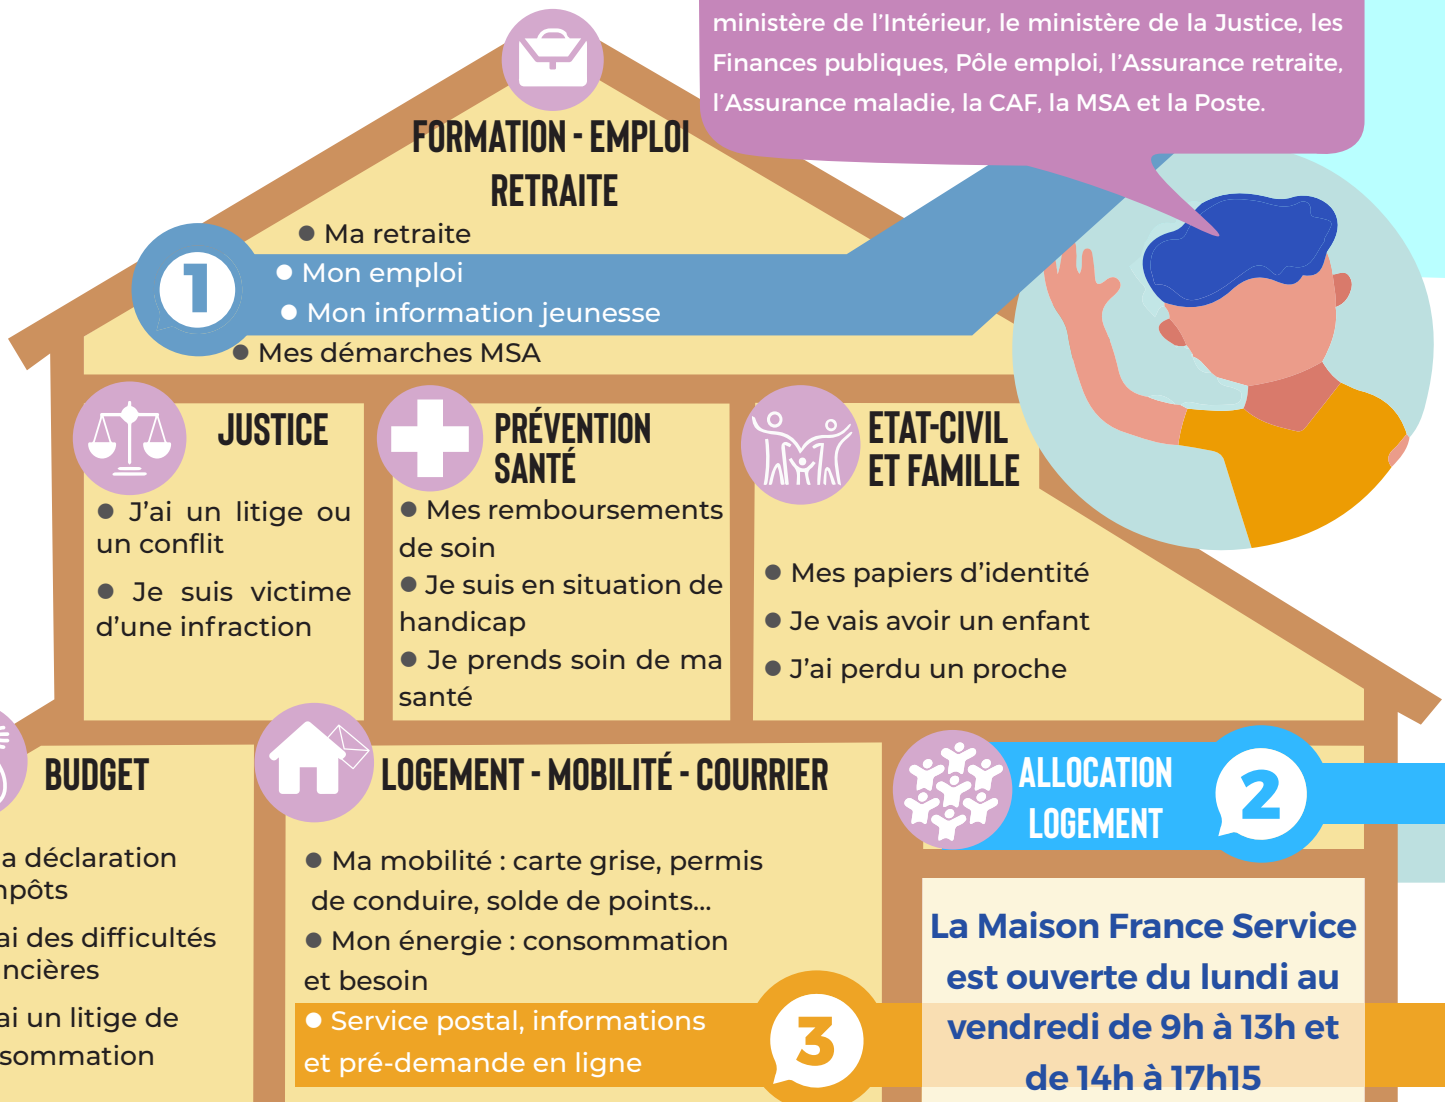 ministère de l'Intérieur, le ministère de la Justice, les
Finances publiques, Pôle emploi, l'Assurance retraite,
l'Assurance maladie, la CAF, la MSA et la Poste.
FORMATION - EMPLOI
RETRAITE
● Ma retraite
1
● Mon emploi
● Mon information jeunesse
● Mes démarches MSA
JUSTICE
● J'ai un litige ou
un conflit
● Je suis victime
d'une infraction
PRÉVENTION
SANTÉ
● Mes remboursements
de soin
● Je suis en situation de
handicap
● Je prends soin de ma
santé
ETAT-CIVIL
ET FAMILLE
● Mes papiers d'identité
● Je vais avoir un enfant
● J'ai perdu un proche
BUDGET
déclaration
des difficultés
un litige de
LOGEMENT - MOBILITÉ - COURRIER
● Ma mobilité : carte grise, permis
de conduire, solde de points...
● Mon énergie : consommation
et besoin
● Service postal, informations
et pré-demande en ligne
3
ALLOCATION
LOGEMENT
2
La Maison France Service
est ouverte du lundi au
vendredi de 9h à 13h et
de 14h à 17h15